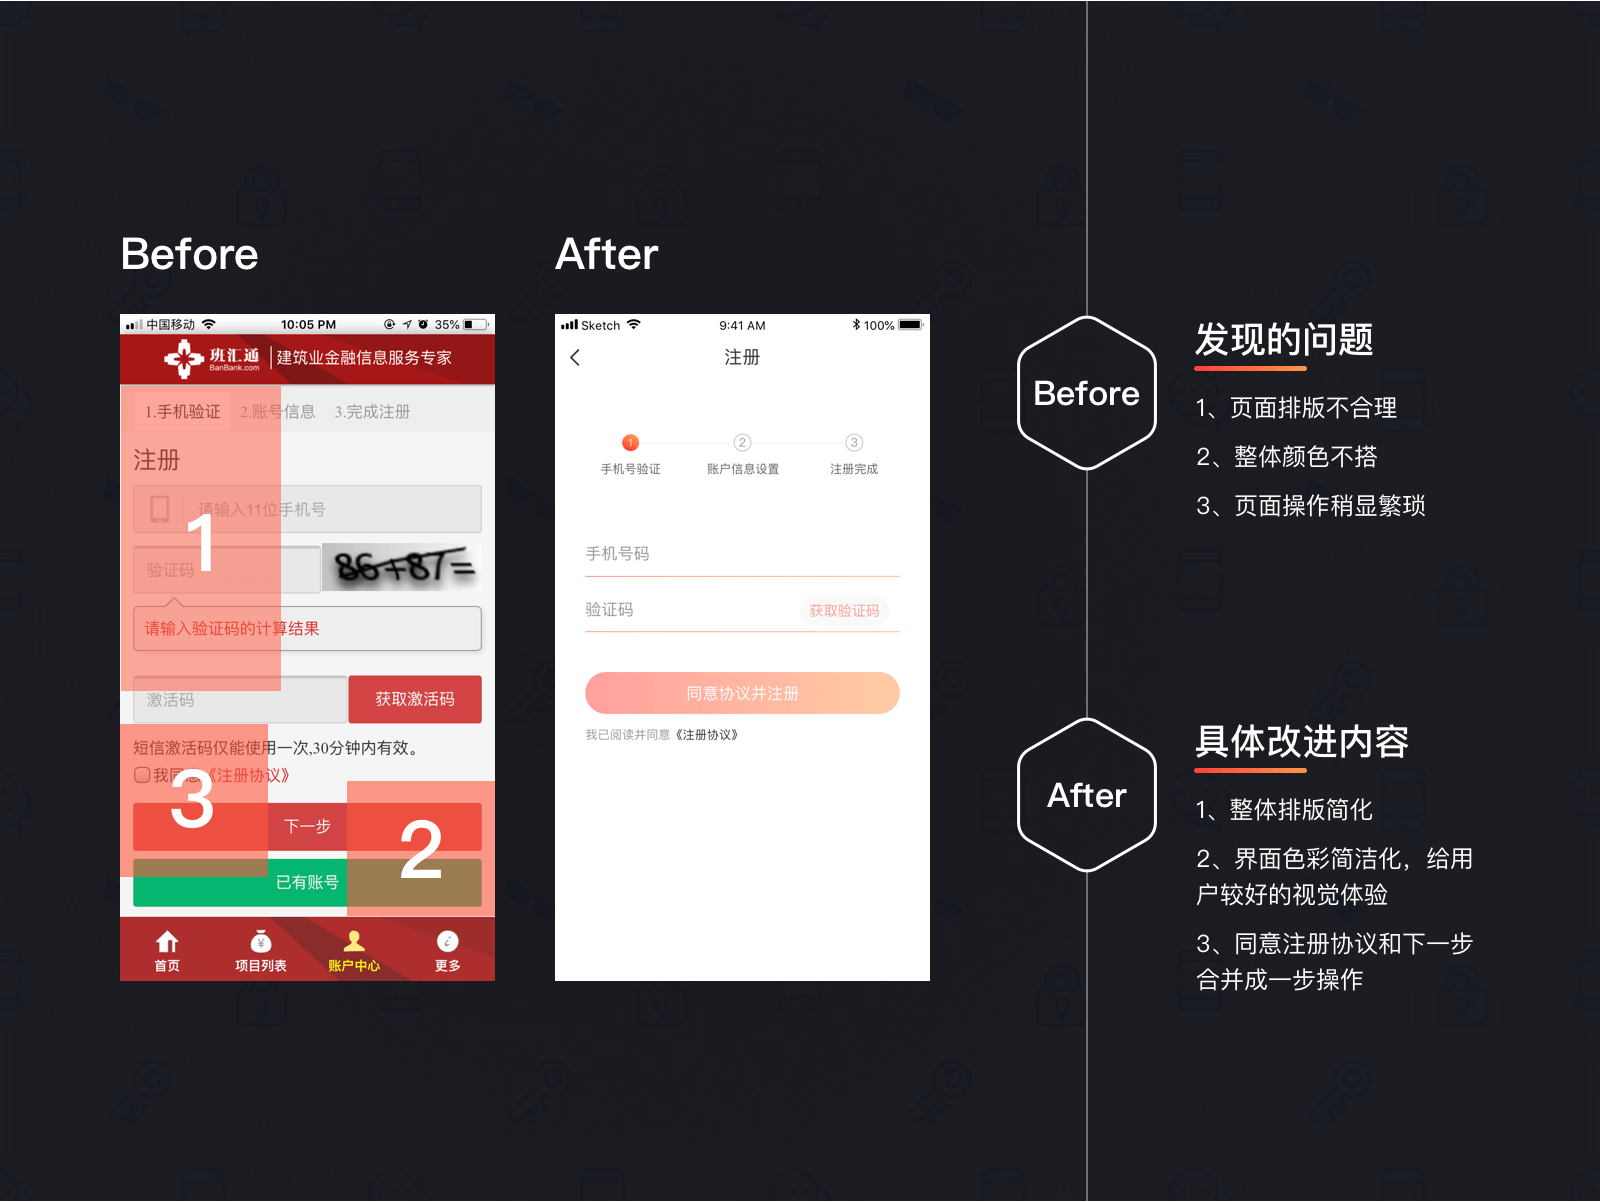 Before
After
中国移动
10:05 PM
35%
班汇通
BanBank.com
建筑业金融信息服务专家
1.手机验证
2.账号信息
3.完成注册
注册
请输入11位手机号
1
验证码
86+87=
请输入验证码的计算结果
激活码
获取激活码
短信激活码仅能使用一次,30分钟内有效。
我同意《注册协议》
3
下一步
2
已有账号
首页
项目列表
账户中心
更多
Sketch
9:41 AM
100%
注册
1
2
3
手机号验证
账户信息设置
注册完成
手机号码
验证码
获取验证码
同意协议并注册
我已阅读并同意《注册协议》
Before
发现的问题
1、页面排版不合理
2、整体颜色不搭
3、页面操作稍显繁琐
After
具体改进内容
1、整体排版简化
2、界面色彩简洁化，给用
户较好的视觉体验
3、同意注册协议和下一步
合并成一步操作